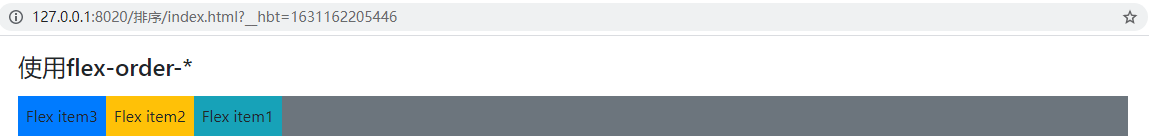 127.0.0.1:8020/排序/index.html?__hbt=1631162205446
使用flex-order-*
Flex item3 Flex item2 Flex item1